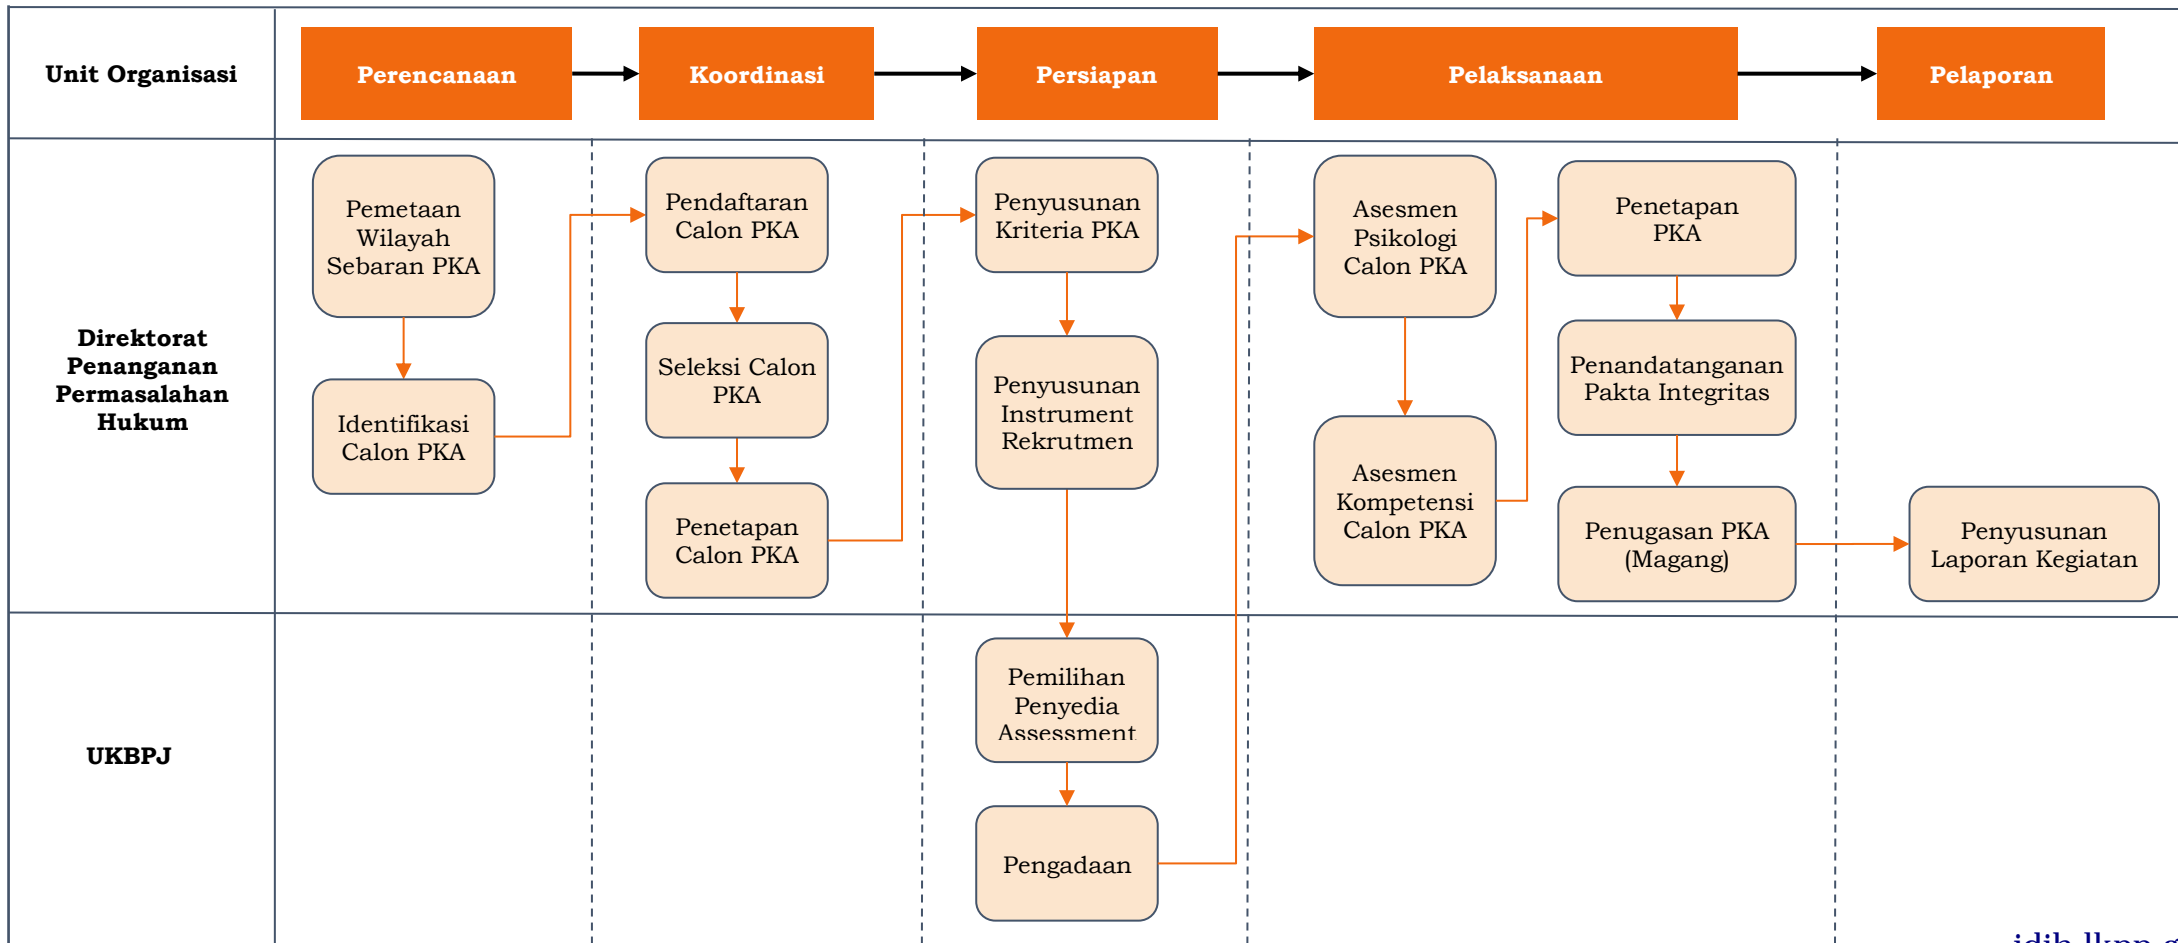 Unit Organisasi
Perencanaan
Koordinasi
Persiapan
Pelaksanaan
Pelaporan
Direktorat
Penanganan
Permasalahan
Hukum
Pemetaan
Wilayah
Sebaran PKA
Identifikasi
Calon PKA
Pendaftaran
Calon PKA
Seleksi Calon
PKA
Penetapan
Calon PKA
Penyusunan
Kriteria PKA
Penyusunan
Instrument
Rekrutmen
Asesmen
Psikologi
Calon PKA
Asesmen
Kompetensi
Calon PKA
Penetapan
PKA
Penandatanganan
Pakta Integritas
Penugasan PKA
(Magang)
Penyusunan
Laporan Kegiatan
UKBPJ
Pemilihan
Penyedia
Assessment
Pengadaan